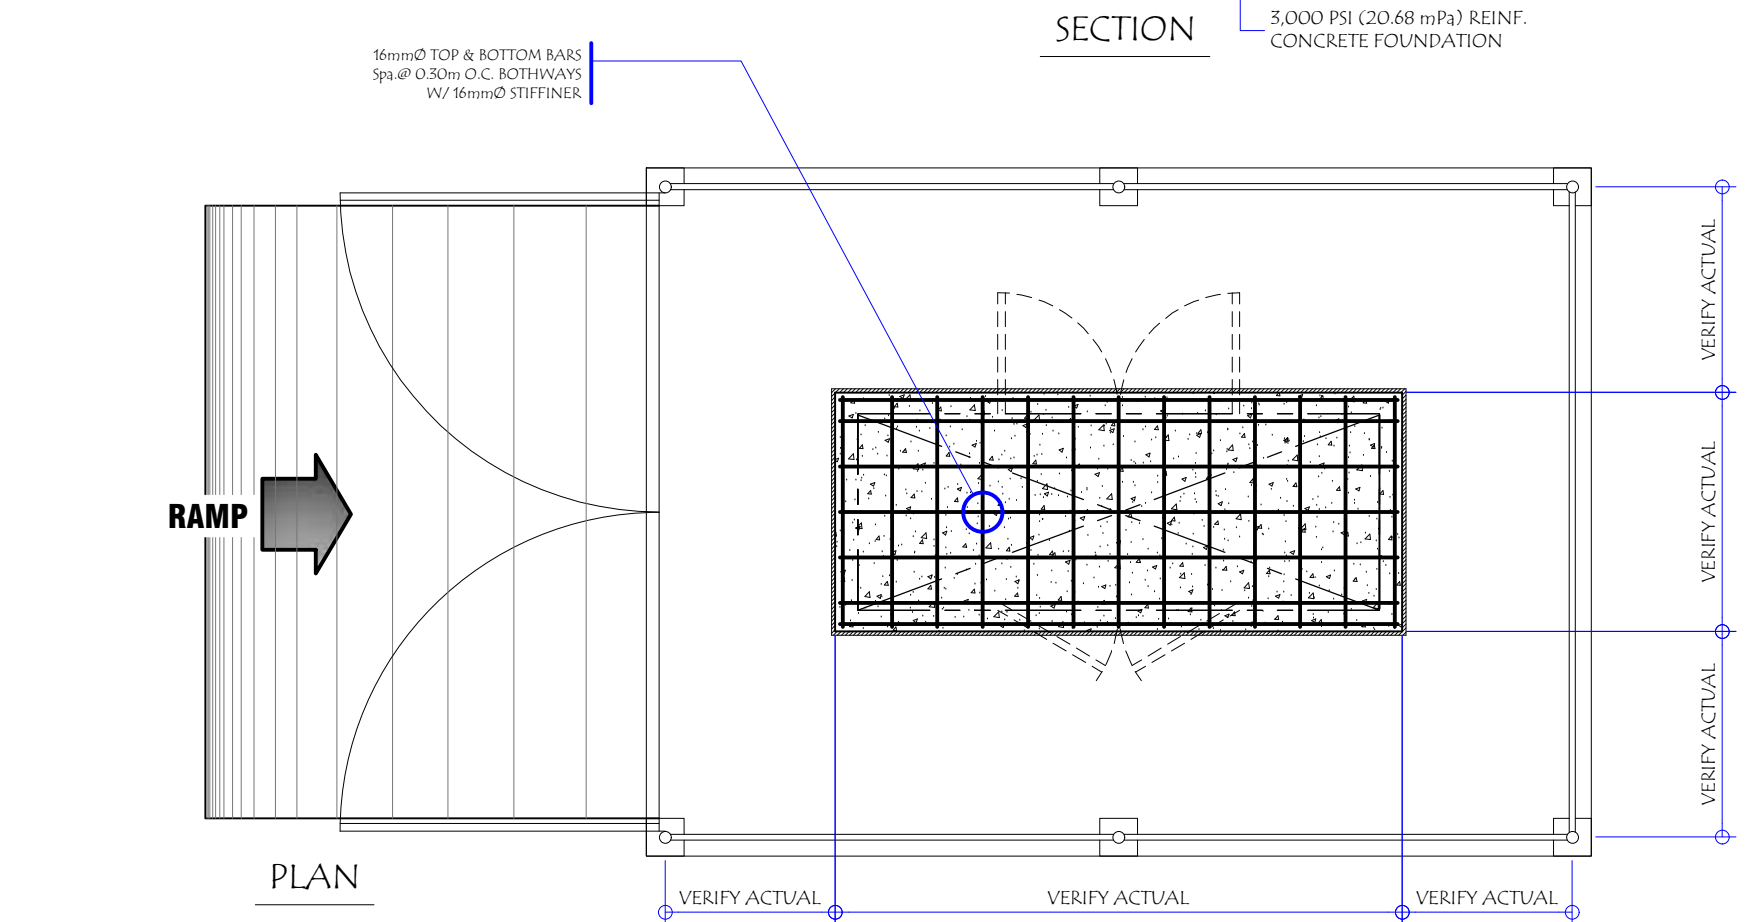 SECTION
3,000 PSI (20.68 mPa) REINF.
CONCRETE FOUNDATION
16mmØ TOP & BOTTOM BARS
Spa.@ 0.30m O.C. BOTHWAYS
W/ 16mmØ STIFFINER
VERIFY ACTUAL
VERIFY ACTUAL
VERIFY ACTUAL
RAMP
PLAN
VERIFY ACTUAL
VERIFY ACTUAL
VERIFY ACTUAL